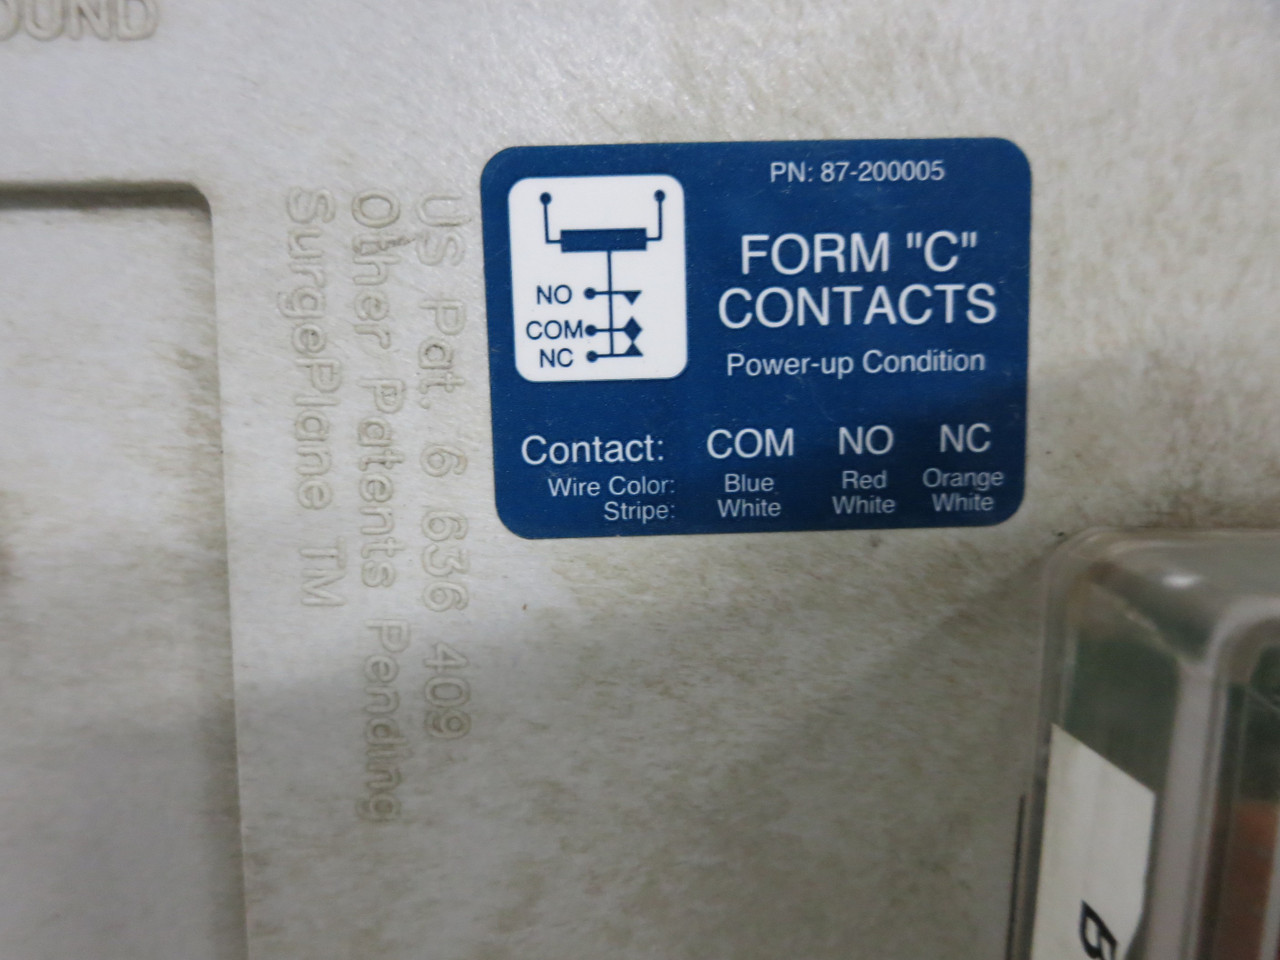 OUND
US Pat. 6 636 409
Other Patents Pending
SurgePlane TM
PN: 87-200005
FORM "C"
CONTACTS
Power-up Condition
NO
COM
NC
Contact: COM NO NC
Wire Color: Blue Red Orange
Stripe: White White White